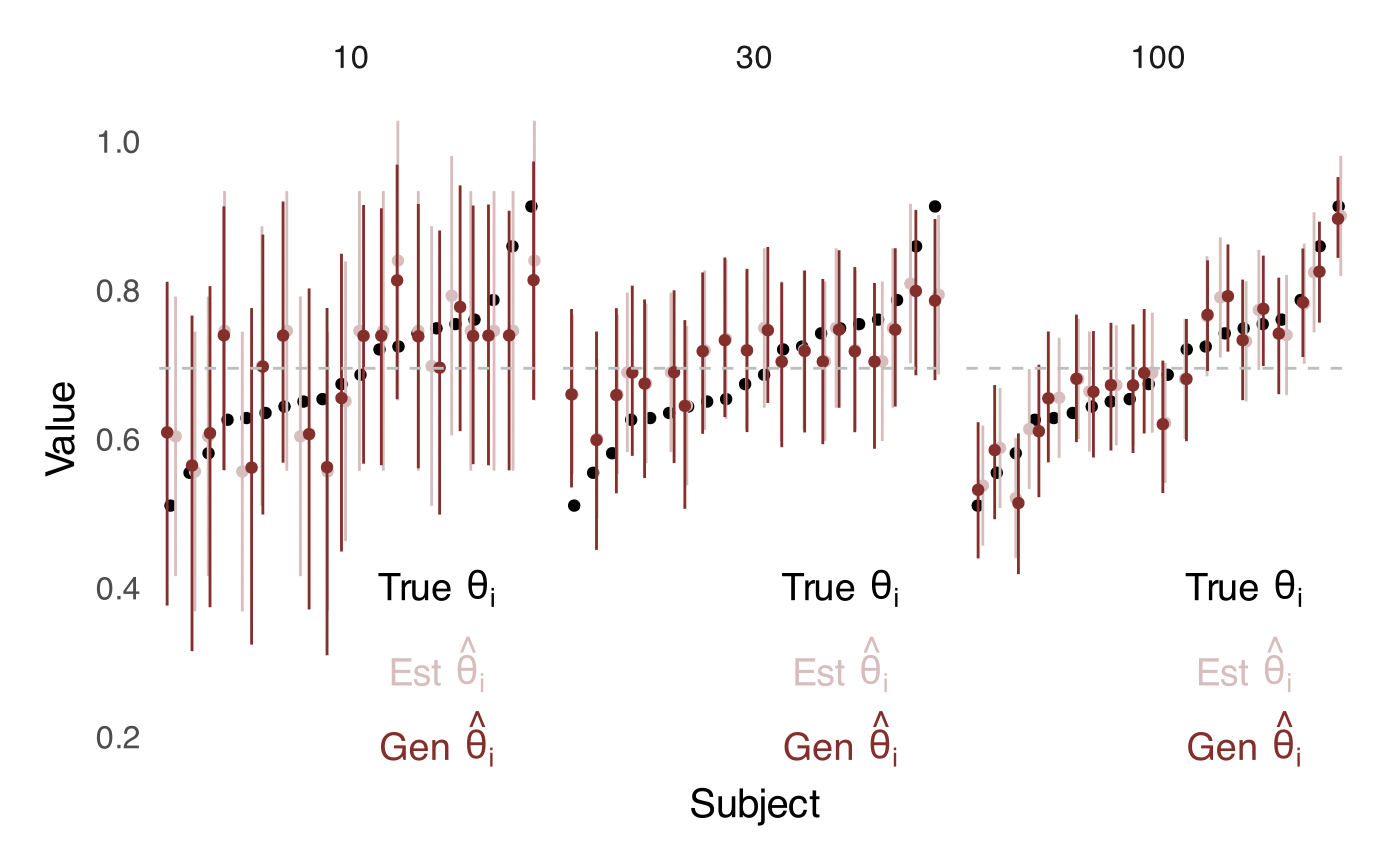 10 30 100
1.0
0.8
0.6
0.4
0.2
Value
True θi True θi True θi
Est θ̂i Est θ̂i Est θ̂i
Gen θ̂i Gen θ̂i Gen θ̂i
Subject